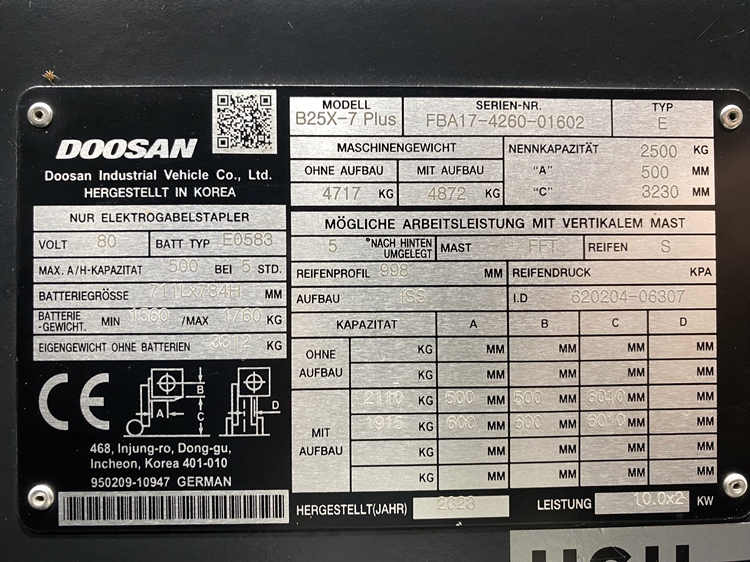 DOOSAN
Doosan Industrial Vehicle Co., Ltd.
HERGESTELLT IN KOREA
NUR ELEKTROGABELSTAPLER
VOLT 80 BATT TYP E0583
MAX. A/H-KAPAZITAT 500 BEI 5 STD.
BATTERIEGRÖSSE 711Lx784H MM
BATTERIE
-GEWICHT. MIN 1560 /MAX 1760 KG
EIGENGEWICHT OHNE BATTERIEN 3312 KG
CE
A B C D
468, Injung-ro, Dong-gu,
Incheon, Korea 401-010
950209-10947 GERMAN
MODELL SERIEN-NR. TYP
B25X-7 Plus FBA17-4260-01602 E
MASCHINENGEWICHT
OHNE AUFBAU MIT AUFBAU
4717 KG 4872 KG
NENNKAPAZITÄT 2500 KG
"A" 500 MM
"C" 3230 MM
MÖGLICHE ARBEITSLEISTUNG MIT VERTIKALEM MAST
5 °NACH HINTEN UMGELEGT MAST FFT REIFEN S
REIFENPROFIL 998 MM REIFENDRUCK KPA
AUFBAU ISS I.D 620204-06307
KAPAZITAT A B C D
OHNE AUFBAU KG MM MM MM MM
KG MM MM MM MM
MIT AUFBAU 2110 KG 500 MM 500 MM 6010 MM MM
1915 KG 600 MM 600 MM 6010 MM MM
KG MM MM MM MM
KG MM MM MM MM
HERGESTELLT(JAHR) 2023 LEISTUNG 10.0x2 KW